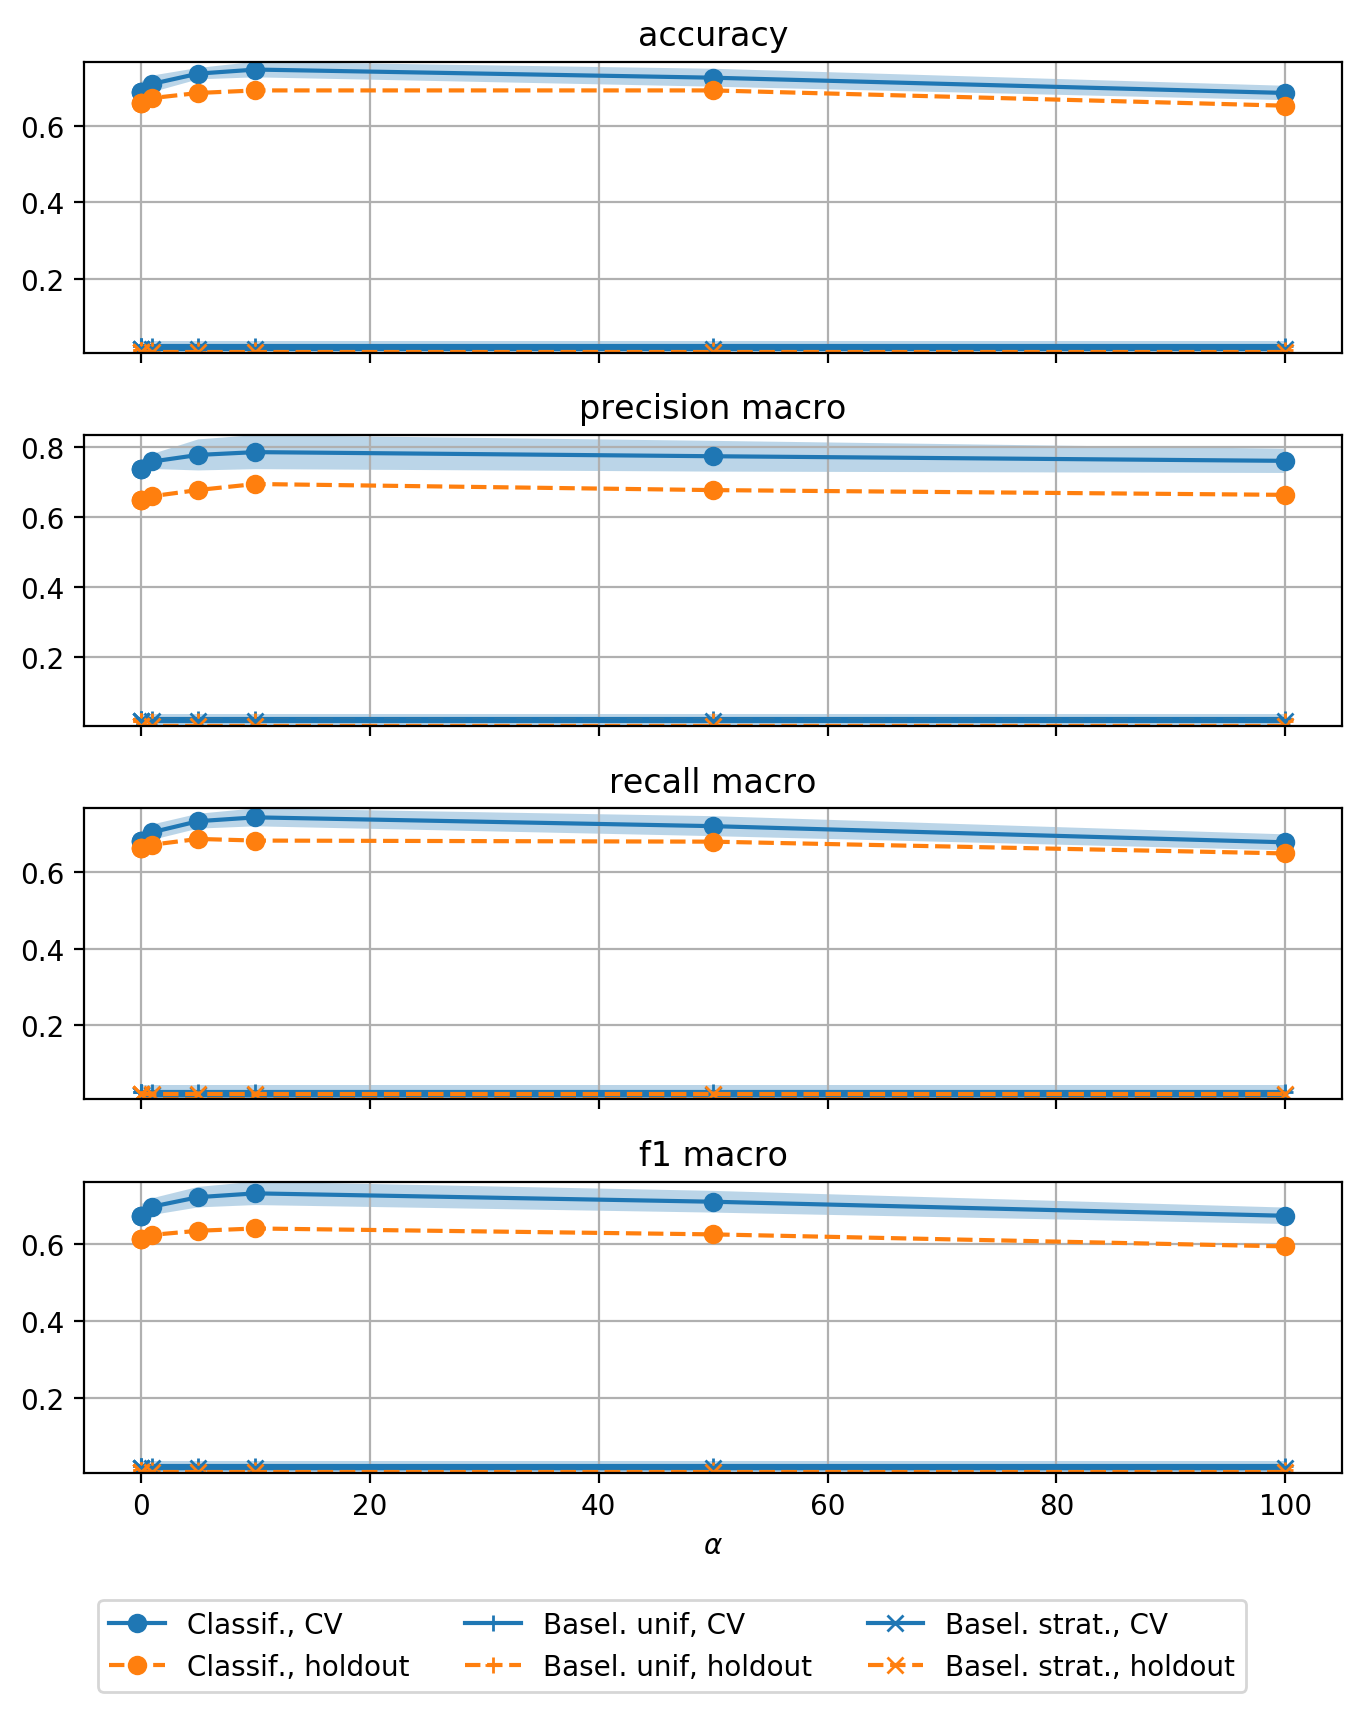 accuracy
0.6
0.4
0.2
precision macro
0.8
0.6
0.4
0.2
recall macro
0.6
0.4
0.2
f1 macro
0.6
0.4
0.2
0 20 40 60 80 100
α
Classif., CV Basel. unif, CV Basel. strat., CV
Classif., holdout Basel. unif, holdout Basel. strat., holdout